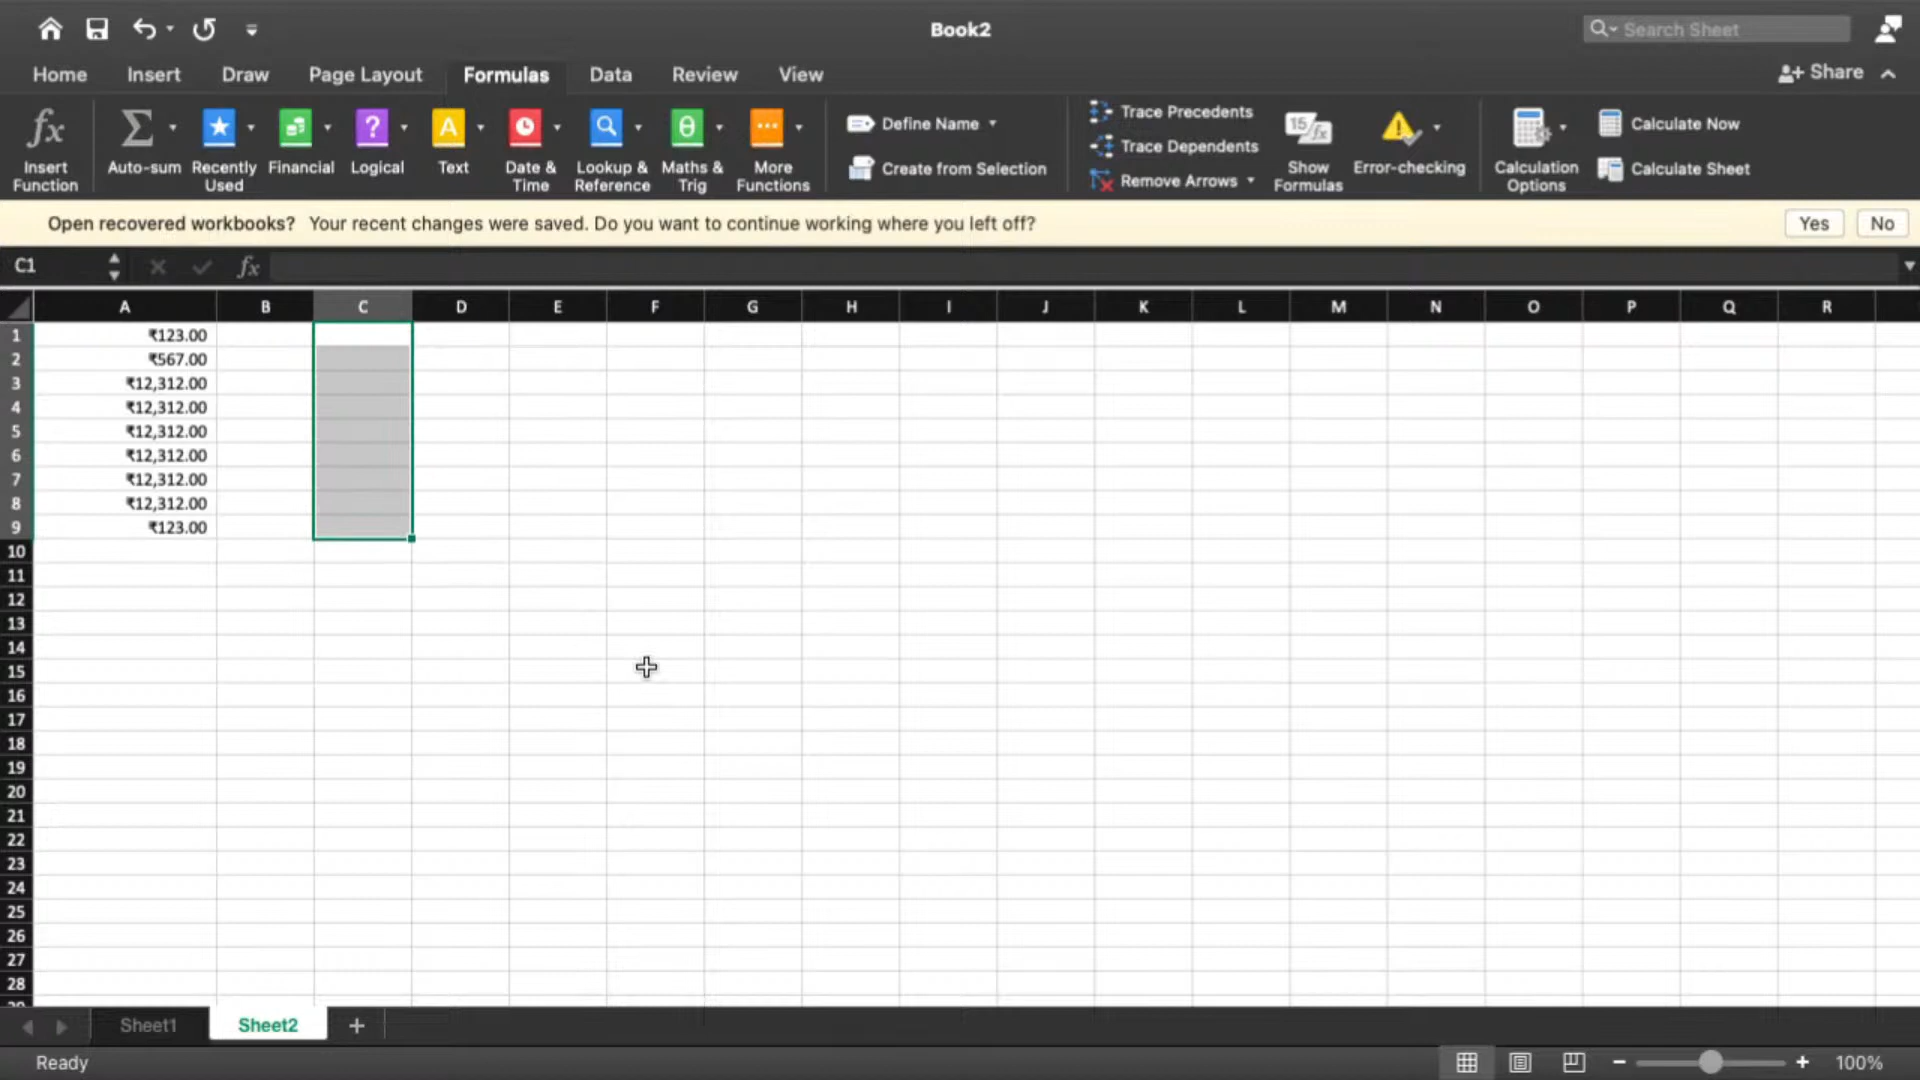 Book2
Search Sheet
Home Insert Draw Page Layout Formulas Data Review View Share
Insert Function
Auto-sum
Recently Used
Financial
Logical
Text
Date & Time
Lookup & Reference
Maths & Trig
More Functions
Define Name
Create from Selection
Trace Precedents
Trace Dependents
Remove Arrows
Show Formulas
Error-checking
Calculation Options
Calculate Now
Calculate Sheet
Open recovered workbooks? Your recent changes were saved. Do you want to continue working where you left off? Yes No
C1 fx
A B C D E F G H I J K L M N O P Q R
1 ₹123.00
2 ₹567.00
3 ₹12,312.00
4 ₹12,312.00
5 ₹12,312.00
6 ₹12,312.00
7 ₹12,312.00
8 ₹12,312.00
9 ₹123.00
10
11
12
13
14
15
16
17
18
19
20
21
22
23
24
25
26
27
28
Sheet1 Sheet2 +
Ready 100%